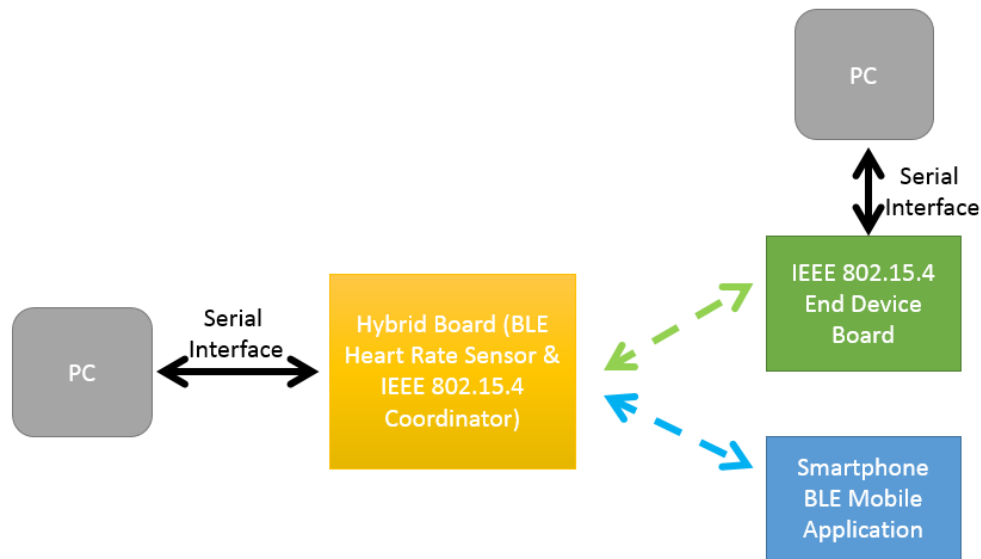 PC
Serial
Interface
IEEE 802.15.4
End Device
Board
Serial
Interface
PC
Hybrid Board (BLE
Heart Rate Sensor &
IEEE 802.15.4
Coordinator)
Smartphone
BLE Mobile
Application